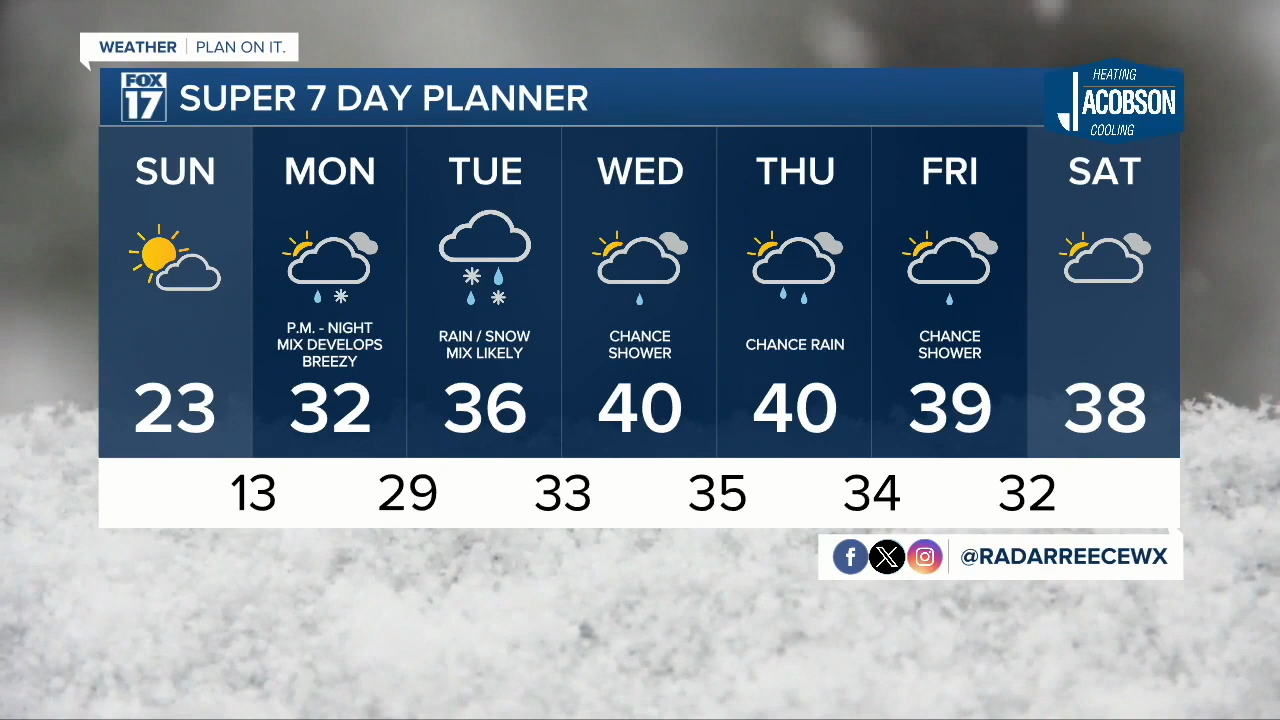 WEATHER | PLAN ON IT.
FOX
17
SUPER 7 DAY PLANNER
HEATING
JACOBSON
COOLING
SUN MON TUE WED THU FRI SAT
P.M. - NIGHT
MIX DEVELOPS
BREEZY
RAIN / SNOW
MIX LIKELY
CHANCE
SHOWER
CHANCE RAIN
CHANCE
SHOWER
23 32 36 40 40 39 38
13 29 33 35 34 32
@RADARREECEWX